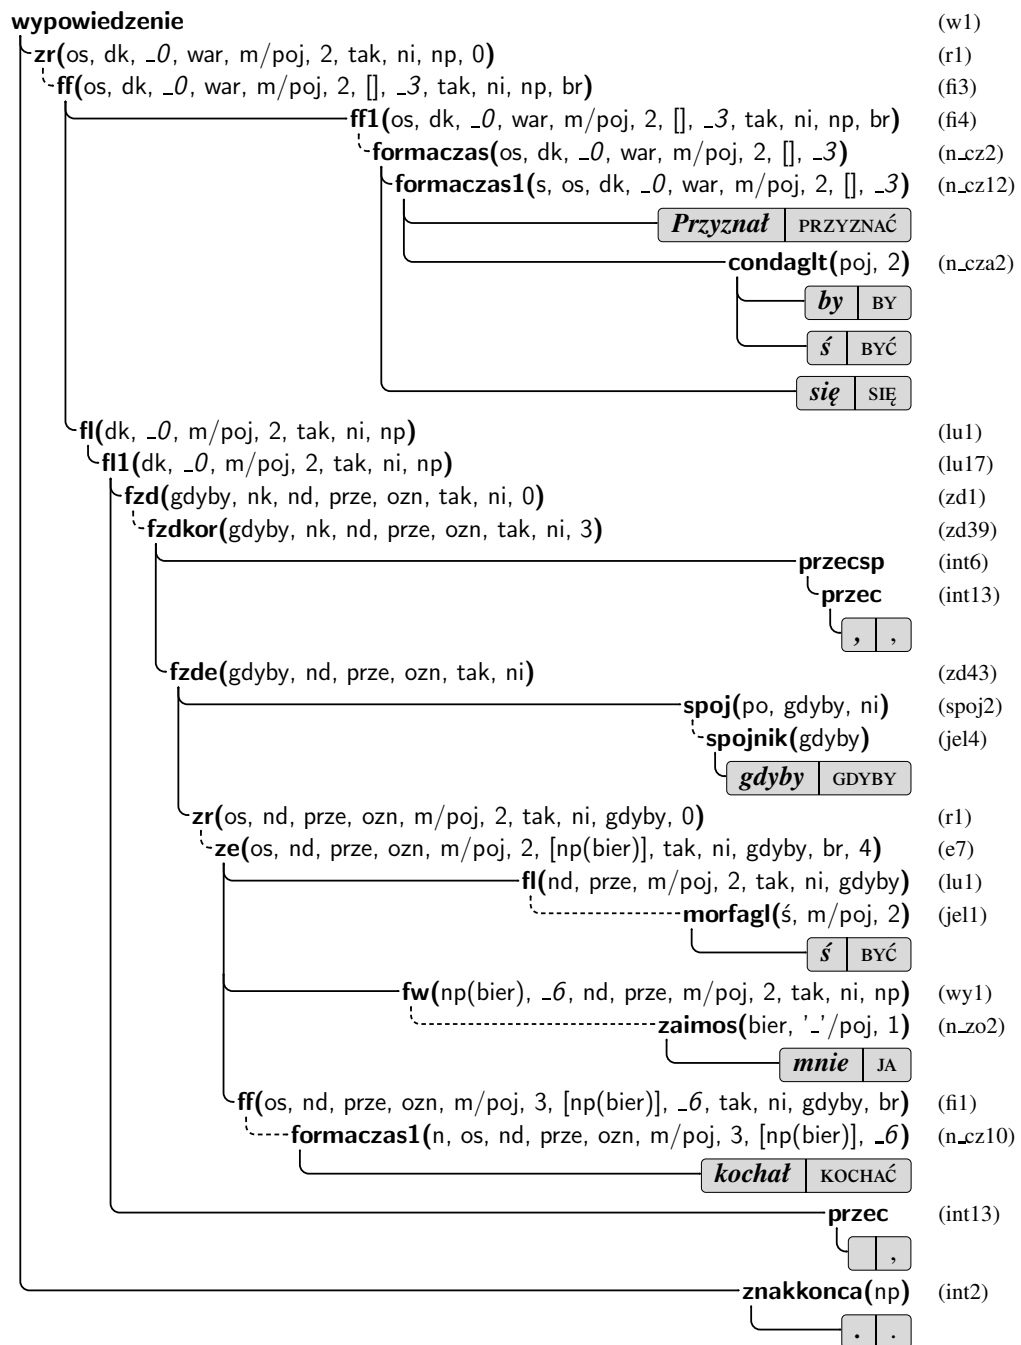 wypowiedzenie (w1)
zr(os, dk, _0, war, m/poj, 2, tak, ni, np, 0) (r1)
ff(os, dk, _0, war, m/poj, 2, [], _3, tak, ni, np, br) (fi3)
ff1(os, dk, _0, war, m/poj, 2, [], _3, tak, ni, np, br) (fi4)
formaczas(os, dk, _0, war, m/poj, 2, [], _3) (n_cz2)
formaczas1(s, os, dk, _0, war, m/poj, 2, [], _3) (n_cz12)
Przyznał PRZYZNAĆ
condaglt(poj, 2) (n_cza2)
by BY
ś BYĆ
się SIĘ
fl(dk, _0, m/poj, 2, tak, ni, np) (lu1)
fl1(dk, _0, m/poj, 2, tak, ni, np) (lu17)
fzd(gdyby, nk, nd, prze, ozn, tak, ni, 0) (zd1)
fzdkor(gdyby, nk, nd, prze, ozn, tak, ni, 3) (zd39)
przecsp (int6)
przec (int13)
, ,
fzde(gdyby, nd, prze, ozn, tak, ni) (zd43)
spoj(po, gdyby, ni) (spoj2)
spojnik(gdyby) (jel4)
gdyby GDYBY
zr(os, nd, prze, ozn, m/poj, 2, tak, ni, gdyby, 0) (r1)
ze(os, nd, prze, ozn, m/poj, 2, [np(bier)], tak, ni, gdyby, br, 4) (e7)
fl(nd, prze, m/poj, 2, tak, ni, gdyby) (lu1)
morfagl(ś, m/poj, 2) (jel1)
ś BYĆ
fw(np(bier), _6, nd, prze, m/poj, 2, tak, ni, np) (wy1)
zaimos(bier, '_'/poj, 1) (n_zo2)
mnie JA
ff(os, nd, prze, ozn, m/poj, 3, [np(bier)], _6, tak, ni, gdyby, br) (fi1)
formaczas1(n, os, nd, prze, ozn, m/poj, 3, [np(bier)], _6) (n_cz10)
kochał KOCHAĆ
przec (int13)
,
znakkonca(np) (int2)
. .